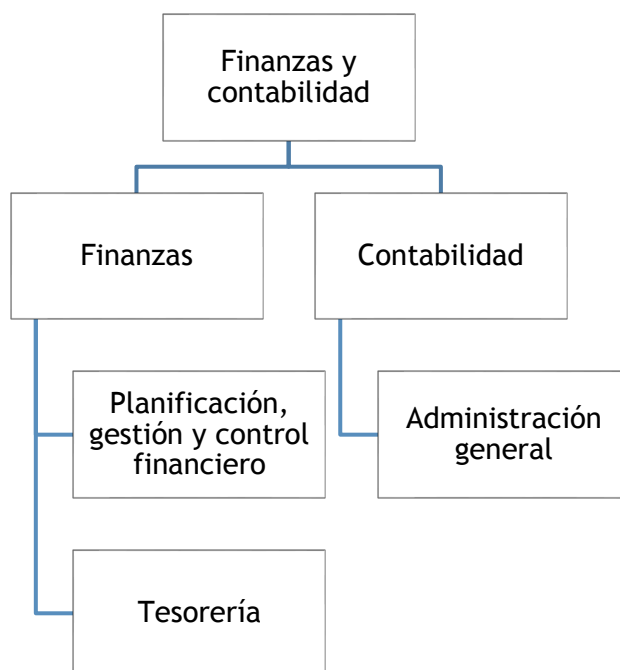 Finanzas y
contabilidad
Finanzas
Contabilidad
Planificación,
gestión y control
financiero
Administración
general
Tesorería